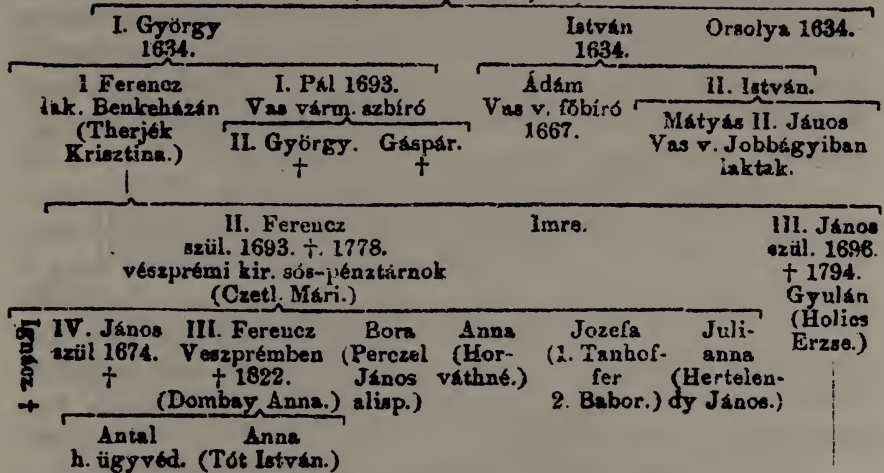 I. György István Orsolya 1634.
1634. 1634.
I Ferencz I. Pál 1693. Ádám II. István.
lak. Benkeházán Vas várm. szbíró Vas v. főbíró
(Therjék 1667. Mátyás II. János
Krisztina.) II. György. Gáspár. Vas v. Jobbágyiban
† † laktak.
II. Ferencz Imre. III. János
szül. 1693. †. 1778. szül. 1696.
vészprémi kir. sós-pénztárnok † 1794.
(Czetl. Mári.) Gyulán
(Holics
Erzse.)
Ignácz †
IV. János III. Ferencz Bora Anna Jozefa Juli-
szül 1674. Veszprémben (Perczel (Hor- (1. Tanhof- anna
† † 1822. János váthné.) fer (Hertelen-
(Dombay Anna.) alisp.) 2. Babor.) dy János.)
Antal Anna
h. ügyvéd. (Tót István.)